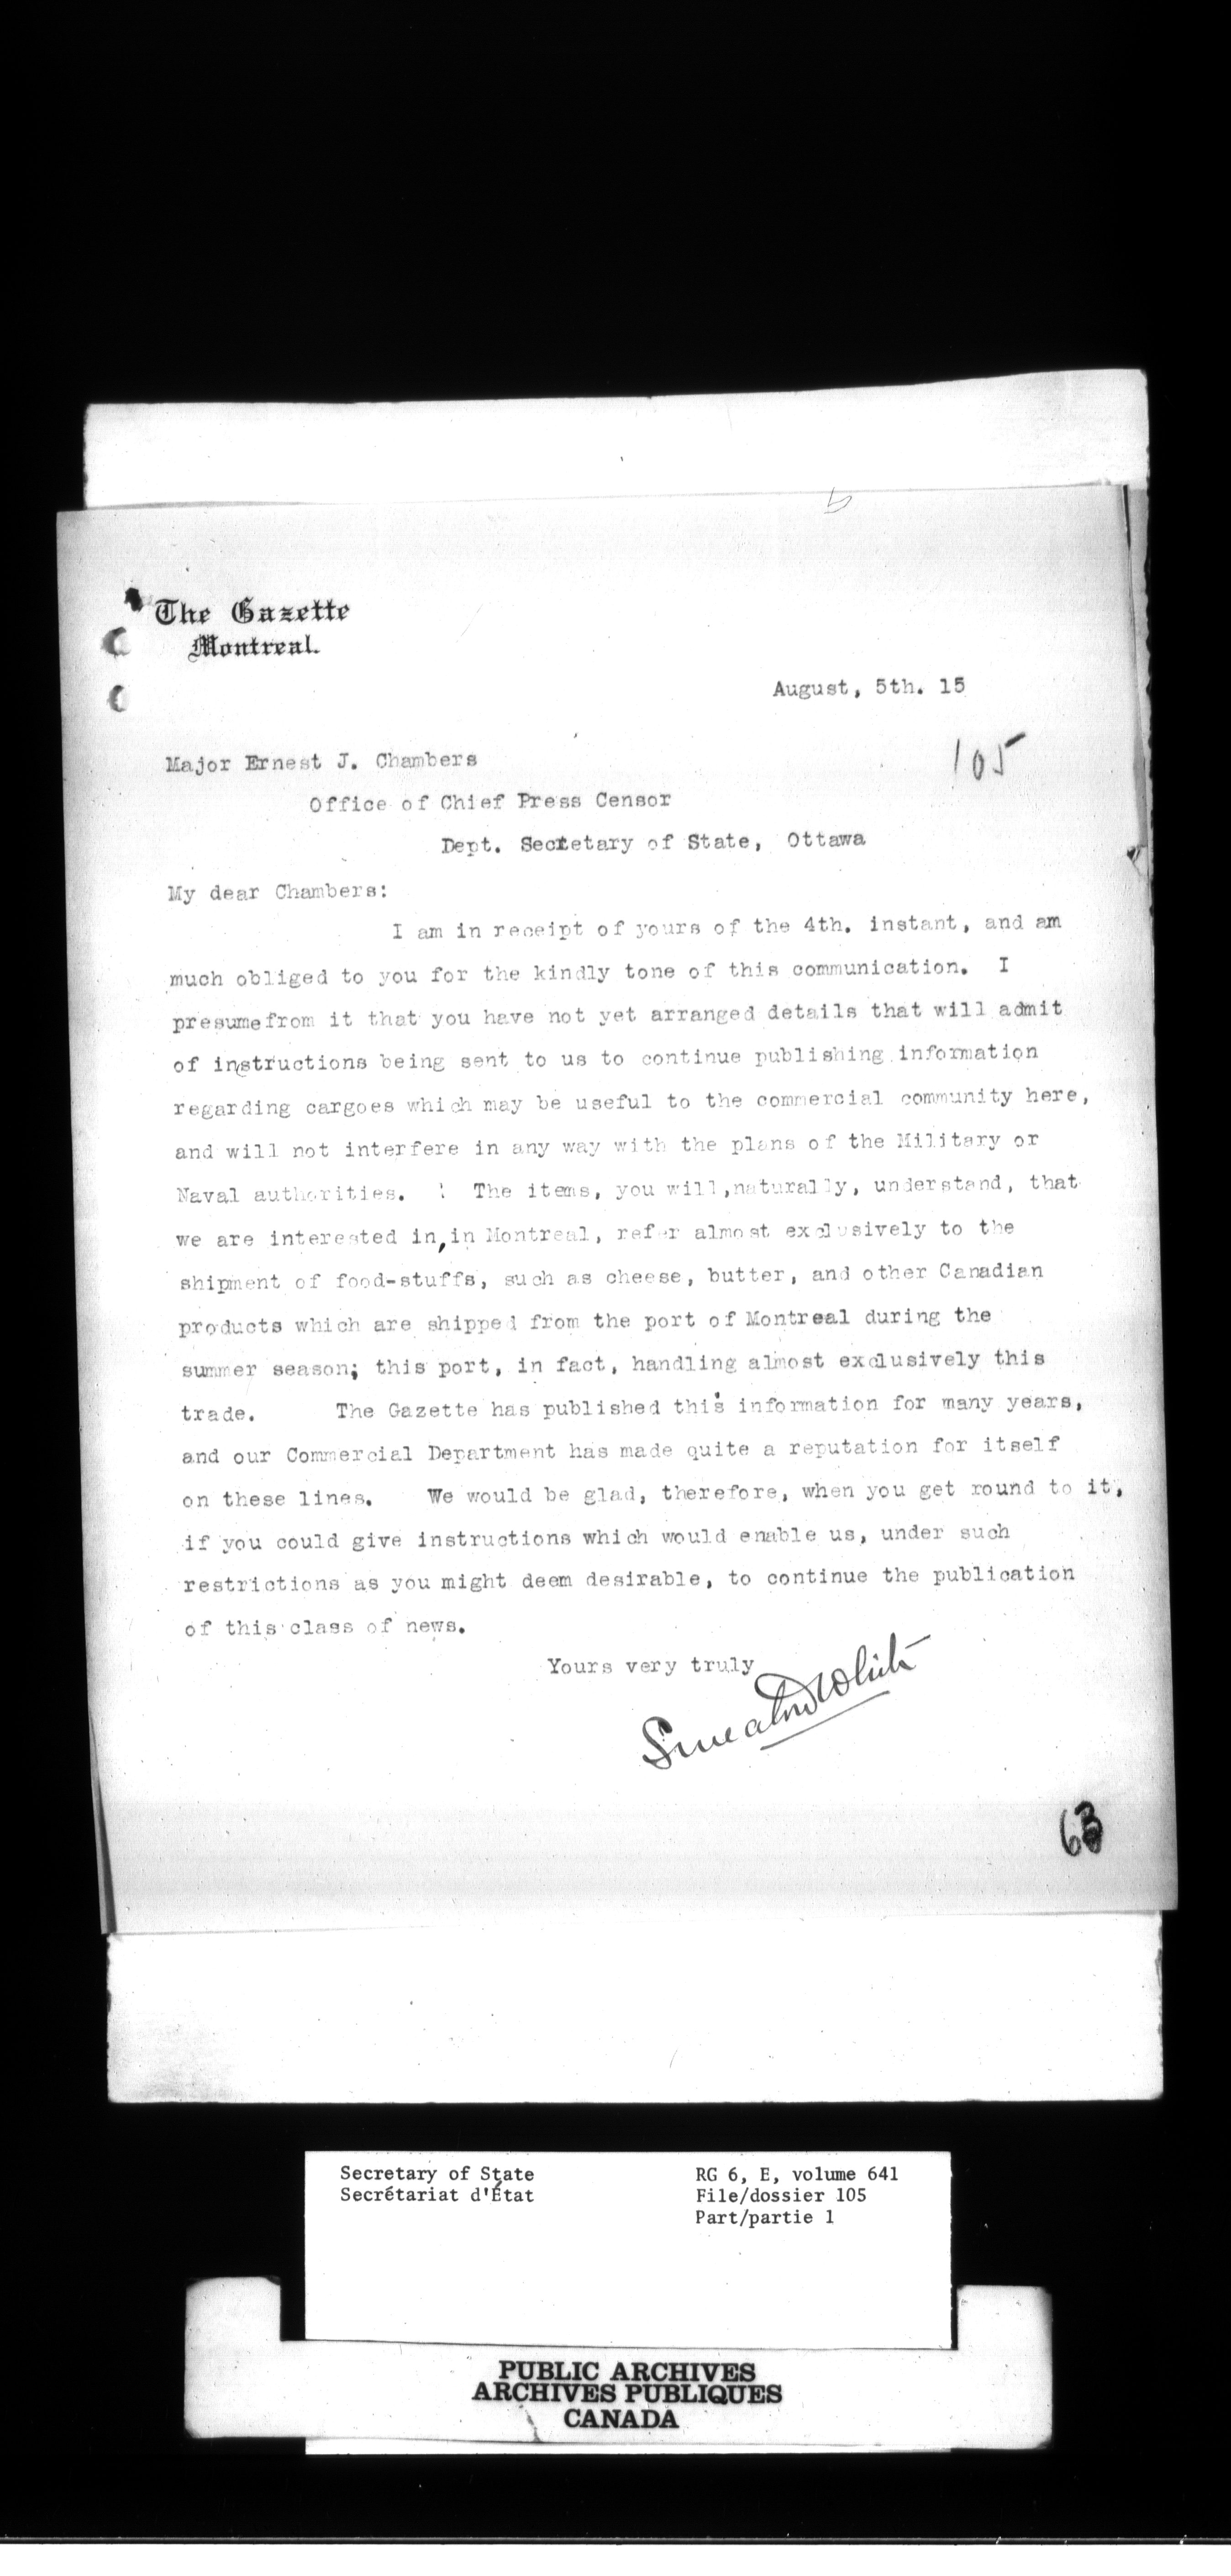 The Gazette
Montreal.
August, 5th. 15
105
Major Ernest J. Chambers
Office of Chief Press Censor
Dept. Secretary of State, Ottawa
My dear Chambers:
I am in receipt of yours of the 4th. instant, and am
much obliged to you for the kindly tone of this communication. I
presumefrom it that you have not yet arranged details that will admit
of instructions being sent to us to continue publishing information
regarding cargoes which may be useful to the commercial community here,
and will not interfere in any way with the plans of the Military or
Naval authorities. The items, you will,naturally, understand, that
we are interested in,in Montreal, refer almost exclusively to the
shipment of food-stuffs, such as cheese, butter, and other Canadian
products which are shipped from the port of Montreal during the
summer season; this port, in fact, handling almost exclusively this
trade. The Gazette has published this information for many years,
and our Commercial Department has made quite a reputation for itself
on these lines. We would be glad, therefore, when you get round to it,
if you could give instructions which would enable us, under such
restrictions as you might deem desirable, to continue the publication
of this class of news.
Yours very truly
Smeaton White
63
Secretary of State
Secrétariat d'État
RG 6, E, volume 641
File/dossier 105
Part/partie 1
PUBLIC ARCHIVES
ARCHIVES PUBLIQUES
CANADA